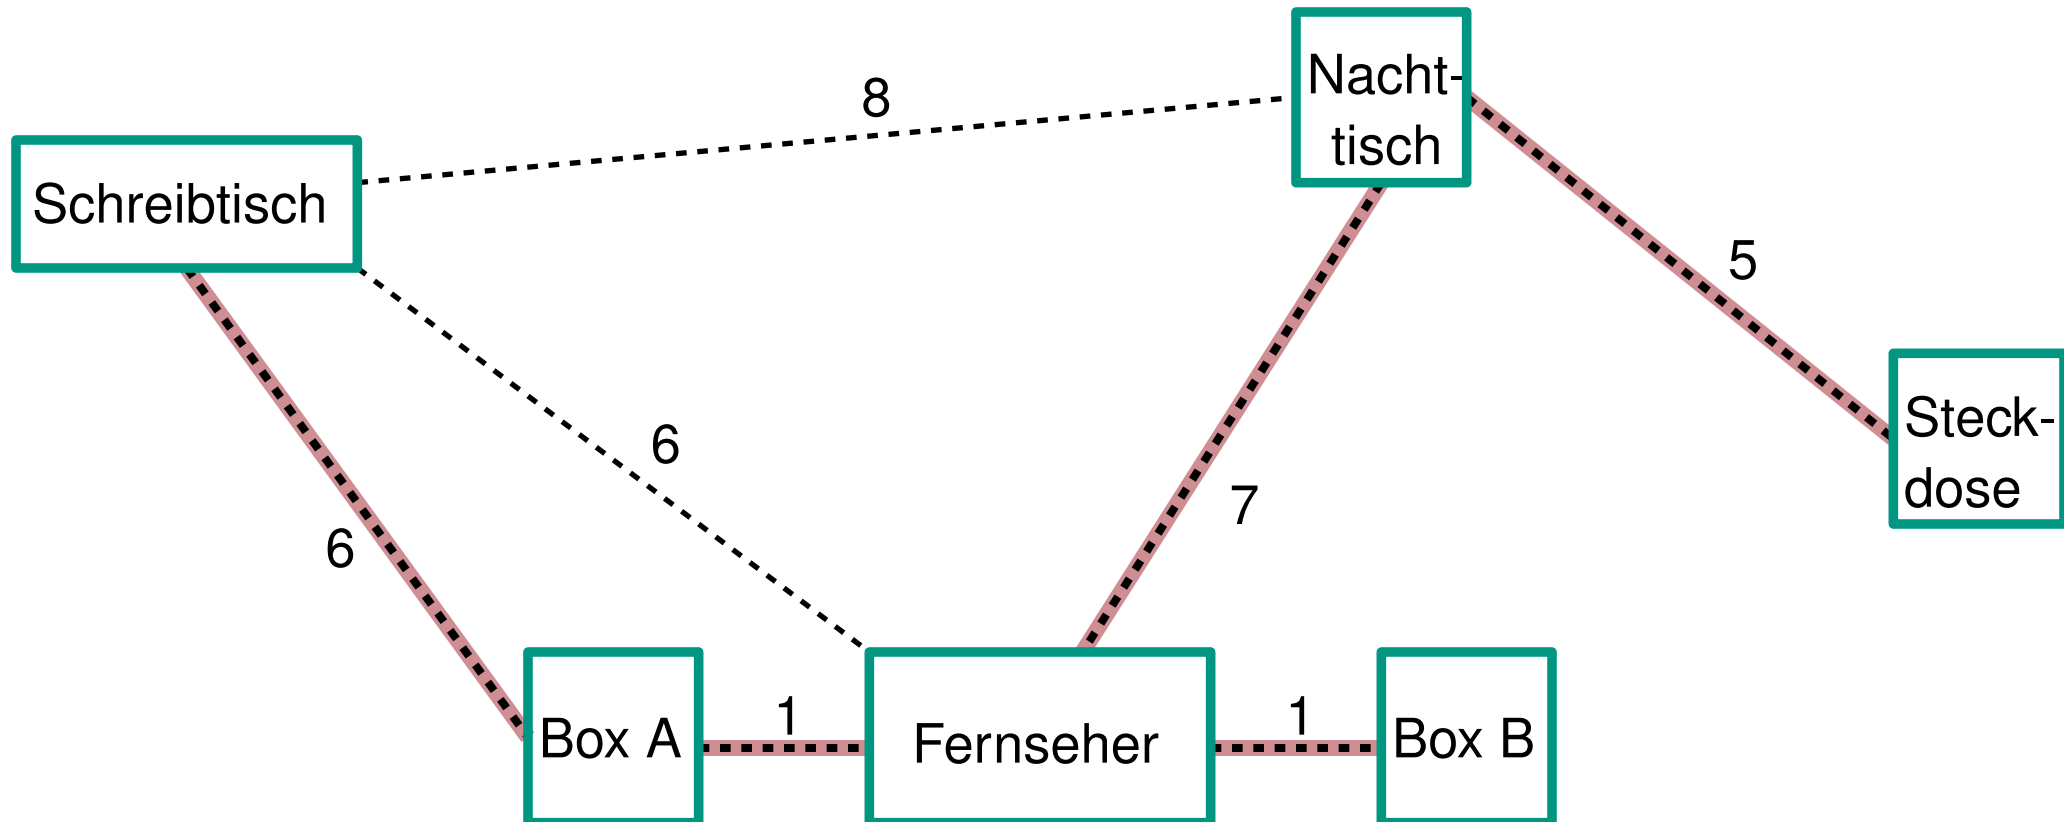 Nacht-
tisch
8
Schreibtisch
5
6
7
6
Steck-
dose
Box A
1
Fernseher
1
Box B